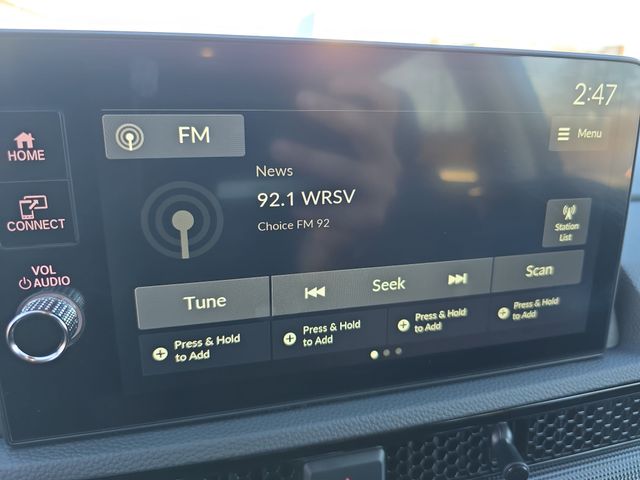 2:47
FM
Menu
HOME
News
92.1 WRSV
Choice FM 92
CONNECT
Station
List
VOL
AUDIO
Tune
Seek
Scan
Press & Hold
to Add
Press & Hold
to Add
Press & Hold
to Add
Press & Hold
to Add